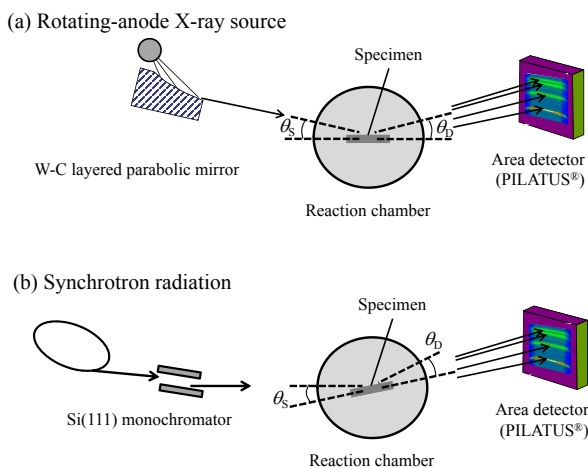 (a) Rotating-anode X-ray source
Specimen
θS
θD
W-C layered parabolic mirror
Area detector
(PILATUS®)
Reaction chamber
(b) Synchrotron radiation
Specimen
θD
θS
Si(111) monochromator
Area detector
(PILATUS®)
Reaction chamber